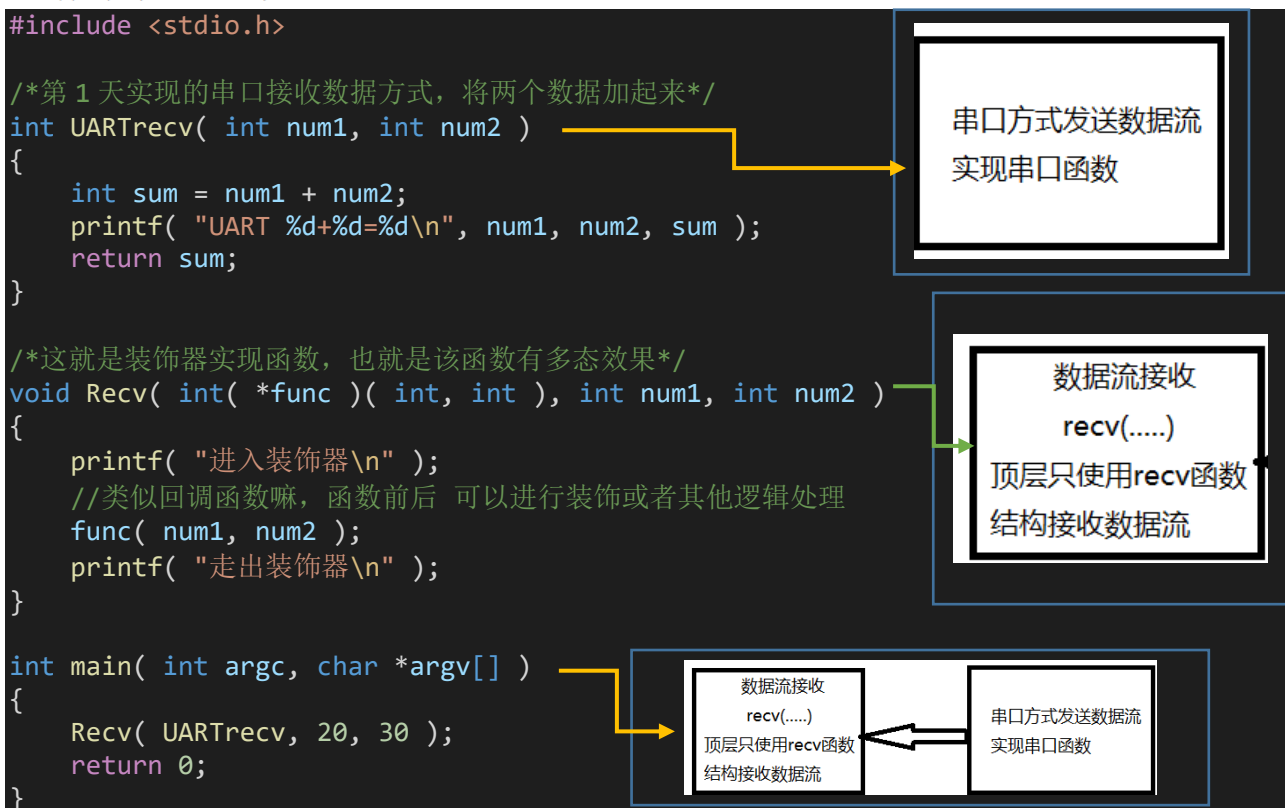 #include <stdio.h>
/*第1天实现的串口接收数据方式，将两个数据加起来*/
int UARTrecv( int num1, int num2 )
{
    int sum = num1 + num2;
    printf( "UART %d+%d=%d\n", num1, num2, sum );
    return sum;
}
串口方式发送数据流
实现串口函数
/*这就是装饰器实现函数，也就是该函数有多态效果*/
void Recv( int( *func )( int, int ), int num1, int num2 )
{
    printf( "进入装饰器\n" );
    //类似回调函数嘛，函数前后 可以进行装饰或者其他逻辑处理
    func( num1, num2 );
    printf( "走出装饰器\n" );
}
数据流接收
recv(.....)
顶层只使用recv函数
结构接收数据流
int main( int argc, char *argv[] )
{
    Recv( UARTrecv, 20, 30 );
    return 0;
}
数据流接收
recv(.....)
顶层只使用recv函数
结构接收数据流
串口方式发送数据流
实现串口函数